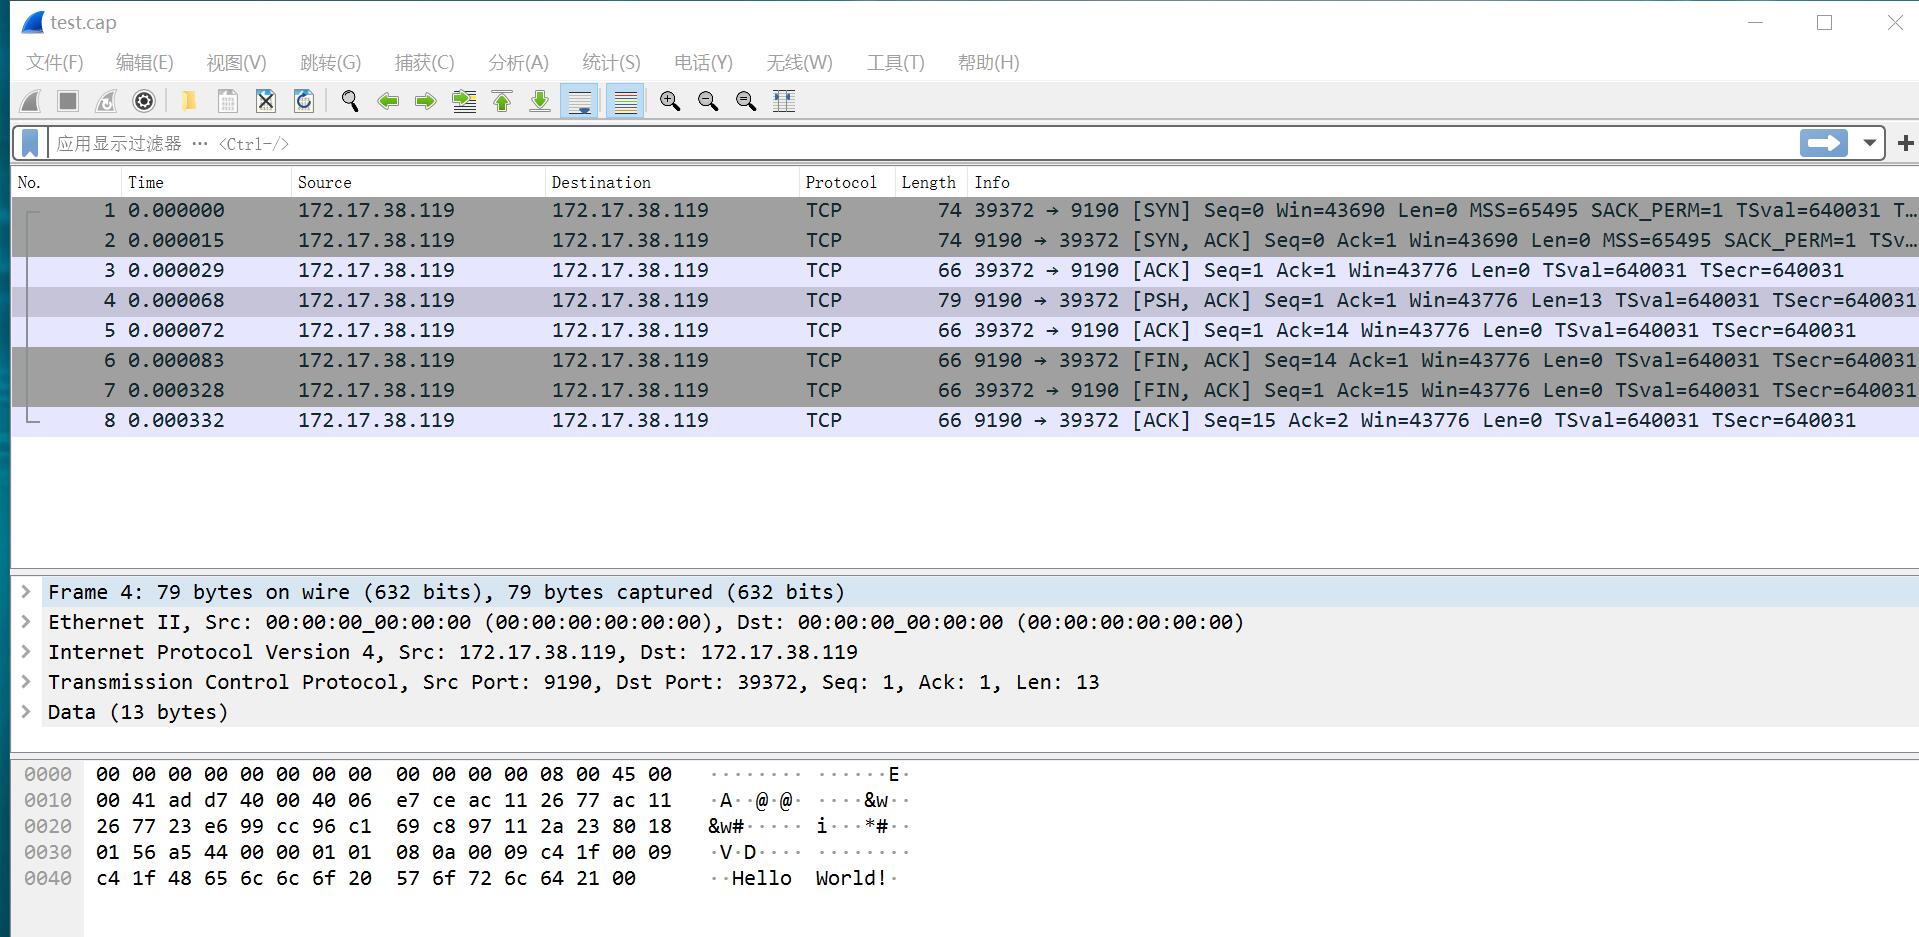 test.cap
文件(F) 编辑(E) 视图(V) 跳转(G) 捕获(C) 分析(A) 统计(S) 电话(Y) 无线(W) 工具(T) 帮助(H)
应用显示过滤器 … <Ctrl-/>
No. Time Source Destination Protocol Length Info
1 0.000000 172.17.38.119 172.17.38.119 TCP 74 39372 → 9190 [SYN] Seq=0 Win=43690 Len=0 MSS=65495 SACK_PERM=1 TSval=640031 T…
2 0.000015 172.17.38.119 172.17.38.119 TCP 74 9190 → 39372 [SYN, ACK] Seq=0 Ack=1 Win=43690 Len=0 MSS=65495 SACK_PERM=1 TSv…
3 0.000029 172.17.38.119 172.17.38.119 TCP 66 39372 → 9190 [ACK] Seq=1 Ack=1 Win=43776 Len=0 TSval=640031 TSecr=640031
4 0.000068 172.17.38.119 172.17.38.119 TCP 79 9190 → 39372 [PSH, ACK] Seq=1 Ack=1 Win=43776 Len=13 TSval=640031 TSecr=640031
5 0.000072 172.17.38.119 172.17.38.119 TCP 66 39372 → 9190 [ACK] Seq=1 Ack=14 Win=43776 Len=0 TSval=640031 TSecr=640031
6 0.000083 172.17.38.119 172.17.38.119 TCP 66 9190 → 39372 [FIN, ACK] Seq=14 Ack=1 Win=43776 Len=0 TSval=640031 TSecr=640031
7 0.000328 172.17.38.119 172.17.38.119 TCP 66 39372 → 9190 [FIN, ACK] Seq=1 Ack=15 Win=43776 Len=0 TSval=640031 TSecr=640031
8 0.000332 172.17.38.119 172.17.38.119 TCP 66 9190 → 39372 [ACK] Seq=15 Ack=2 Win=43776 Len=0 TSval=640031 TSecr=640031
Frame 4: 79 bytes on wire (632 bits), 79 bytes captured (632 bits)
Ethernet II, Src: 00:00:00_00:00:00 (00:00:00:00:00:00), Dst: 00:00:00_00:00:00 (00:00:00:00:00:00)
Internet Protocol Version 4, Src: 172.17.38.119, Dst: 172.17.38.119
Transmission Control Protocol, Src Port: 9190, Dst Port: 39372, Seq: 1, Ack: 1, Len: 13
Data (13 bytes)
0000 00 00 00 00 00 00 00 00 00 00 00 00 08 00 45 00 ········ ······E·
0010 00 41 ad d7 40 00 40 06 e7 ce ac 11 26 77 ac 11 ·A··@·@· ····&w··
0020 26 77 23 e6 99 cc 96 c1 69 c8 97 11 2a 23 80 18 &w#····· i···*#··
0030 01 56 a5 44 00 00 01 01 08 0a 00 09 c4 1f 00 09 ·V·D···· ········
0040 c4 1f 48 65 6c 6c 6f 20 57 6f 72 6c 64 21 00 ··Hello World!·